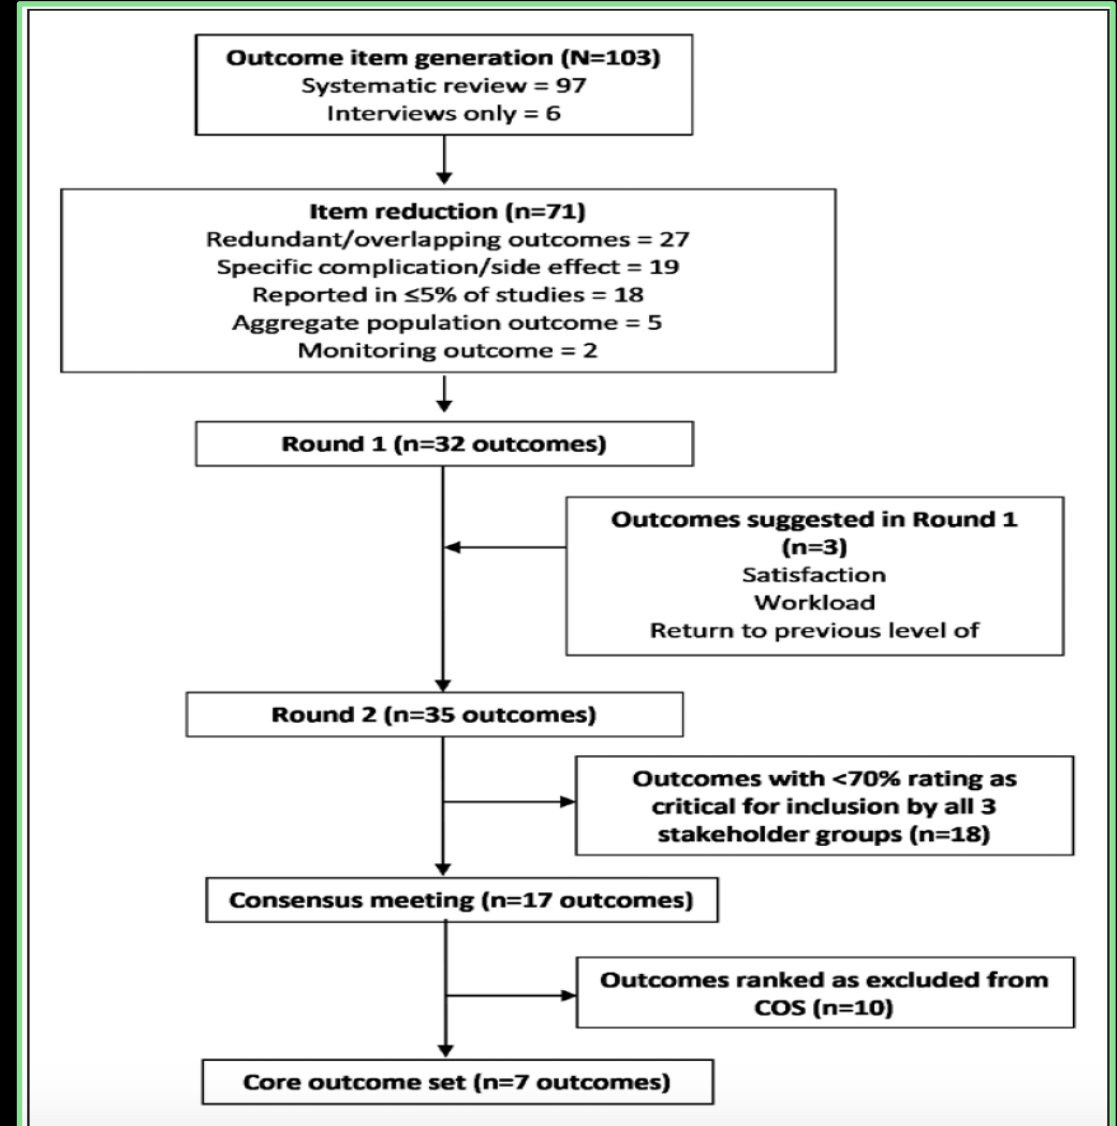 Outcome item generation (N=103)
Systematic review = 97
Interviews only = 6
Item reduction (n=71)
Redundant/overlapping outcomes = 27
Specific complication/side effect = 19
Reported in ≤5% of studies = 18
Aggregate population outcome = 5
Monitoring outcome = 2
Round 1 (n=32 outcomes)
Outcomes suggested in Round 1
(n=3)
Satisfaction
Workload
Return to previous level of
Round 2 (n=35 outcomes)
Outcomes with <70% rating as
critical for inclusion by all 3
stakeholder groups (n=18)
Consensus meeting (n=17 outcomes)
Outcomes ranked as excluded from
COS (n=10)
Core outcome set (n=7 outcomes)